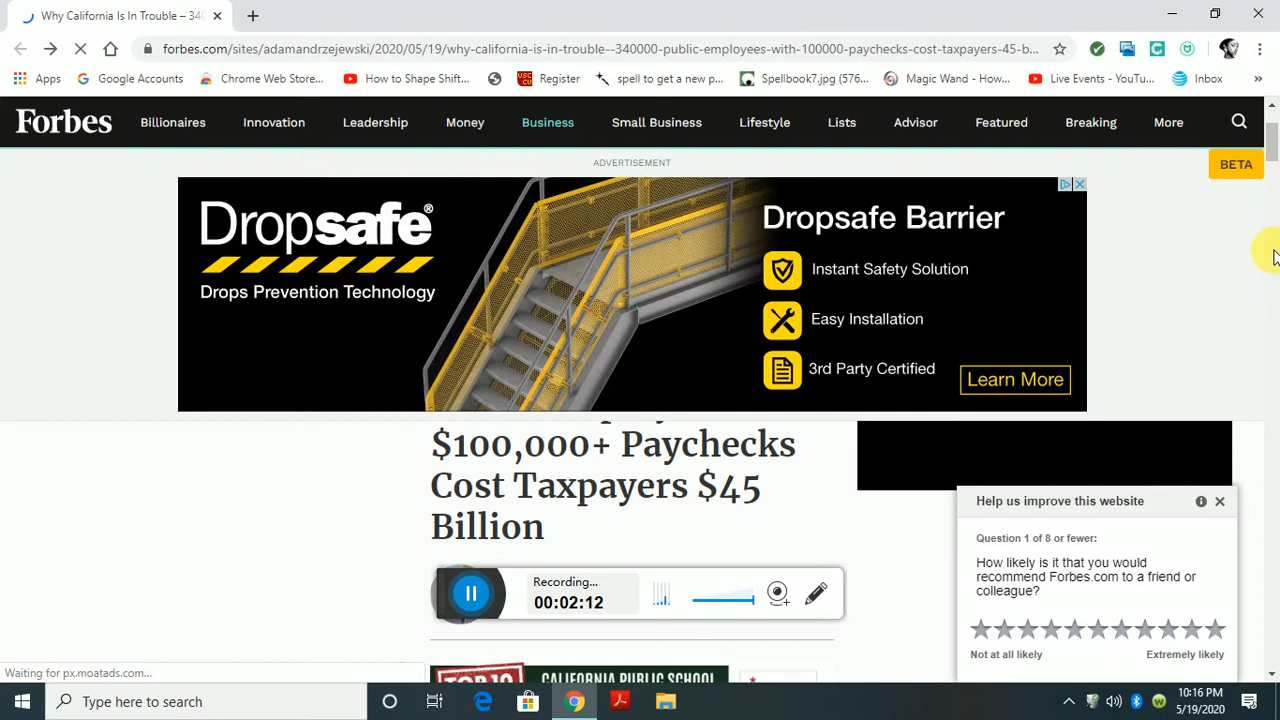 Why California Is In Trouble – 340
forbes.com/sites/adamandrzejewski/2020/05/19/why-california-is-in-trouble--340000-public-employees-with-100000-paychecks-cost-taxpayers-45-b...
Apps
Google Accounts
Chrome Web Store...
How to Shape Shift...
Register
spell to get a new p...
Spellbook7.jpg (576...
Magic Wand - How...
Live Events - YouTu...
Inbox
»
Forbes
Billionaires
Innovation
Leadership
Money
Business
Small Business
Lifestyle
Lists
Advisor
Featured
Breaking
More
ADVERTISEMENT
BETA
Dropsafe®
Drops Prevention Technology
Dropsafe Barrier
Instant Safety Solution
Easy Installation
3rd Party Certified
Learn More
$100,000+ Paychecks
Cost Taxpayers $45
Billion
Recording...
00:02:12
Help us improve this website
Question 1 of 8 or fewer:
How likely is it that you would
recommend Forbes.com to a friend or
colleague?
Not at all likely
Extremely likely
TOP 10
CALIFORNIA PUBLIC SCHOOL
Waiting for px.moatads.com...
Type here to search
10:16 PM
5/19/2020